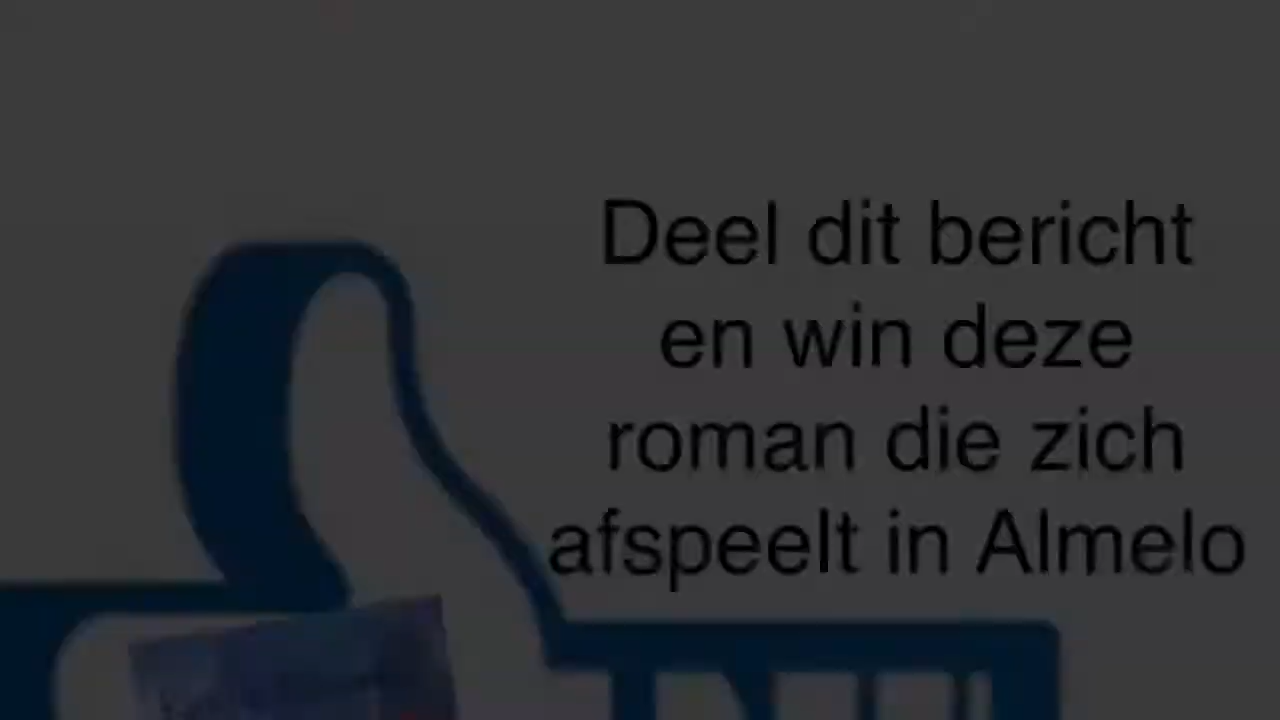 Deel dit bericht
en win deze
roman die zich
afspeelt in Almelo